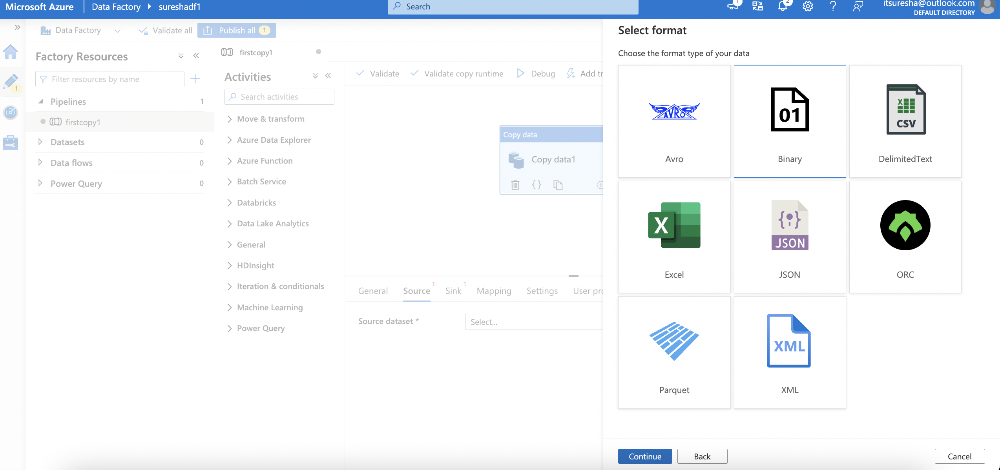 Microsoft Azure
Data Factory
sureshadf1
Search
1
2
itsuresha@outlook.com
DEFAULT DIRECTORY
Data Factory
Validate all
Publish all
1
Factory Resources
Filter resources by name
1
Pipelines
1
firstcopy1
Datasets
0
Data flows
0
Power Query
0
firstcopy1
Activities
Search activities
Move & transform
Azure Data Explorer
Azure Function
Batch Service
Databricks
Data Lake Analytics
General
HDInsight
Iteration & conditionals
Machine Learning
Power Query
Validate
Validate copy runtime
Debug
Add tr
Copy data
Copy data1
General
Source
1
Sink
1
Mapping
Settings
User pro
Source dataset *
Select...
Select format
Choose the format type of your data
AVRO
Avro
01
Binary
X
CSV
DelimitedText
X
Excel
JSON
JSON
ORC
Parquet
XML
XML
Continue
Back
Cancel